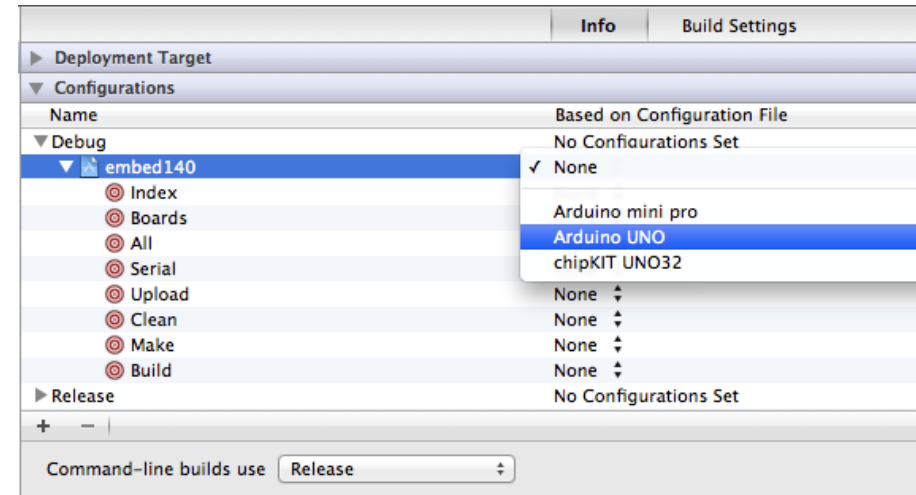 Info Build Settings
Deployment Target
Configurations
Name Based on Configuration File
Debug No Configurations Set
embed140 ✓ None
Index
Boards Arduino mini pro
All Arduino UNO
Serial chipKIT UNO32
Upload None
Clean None
Make None
Build None
Release No Configurations Set
+ −
Command-line builds use Release